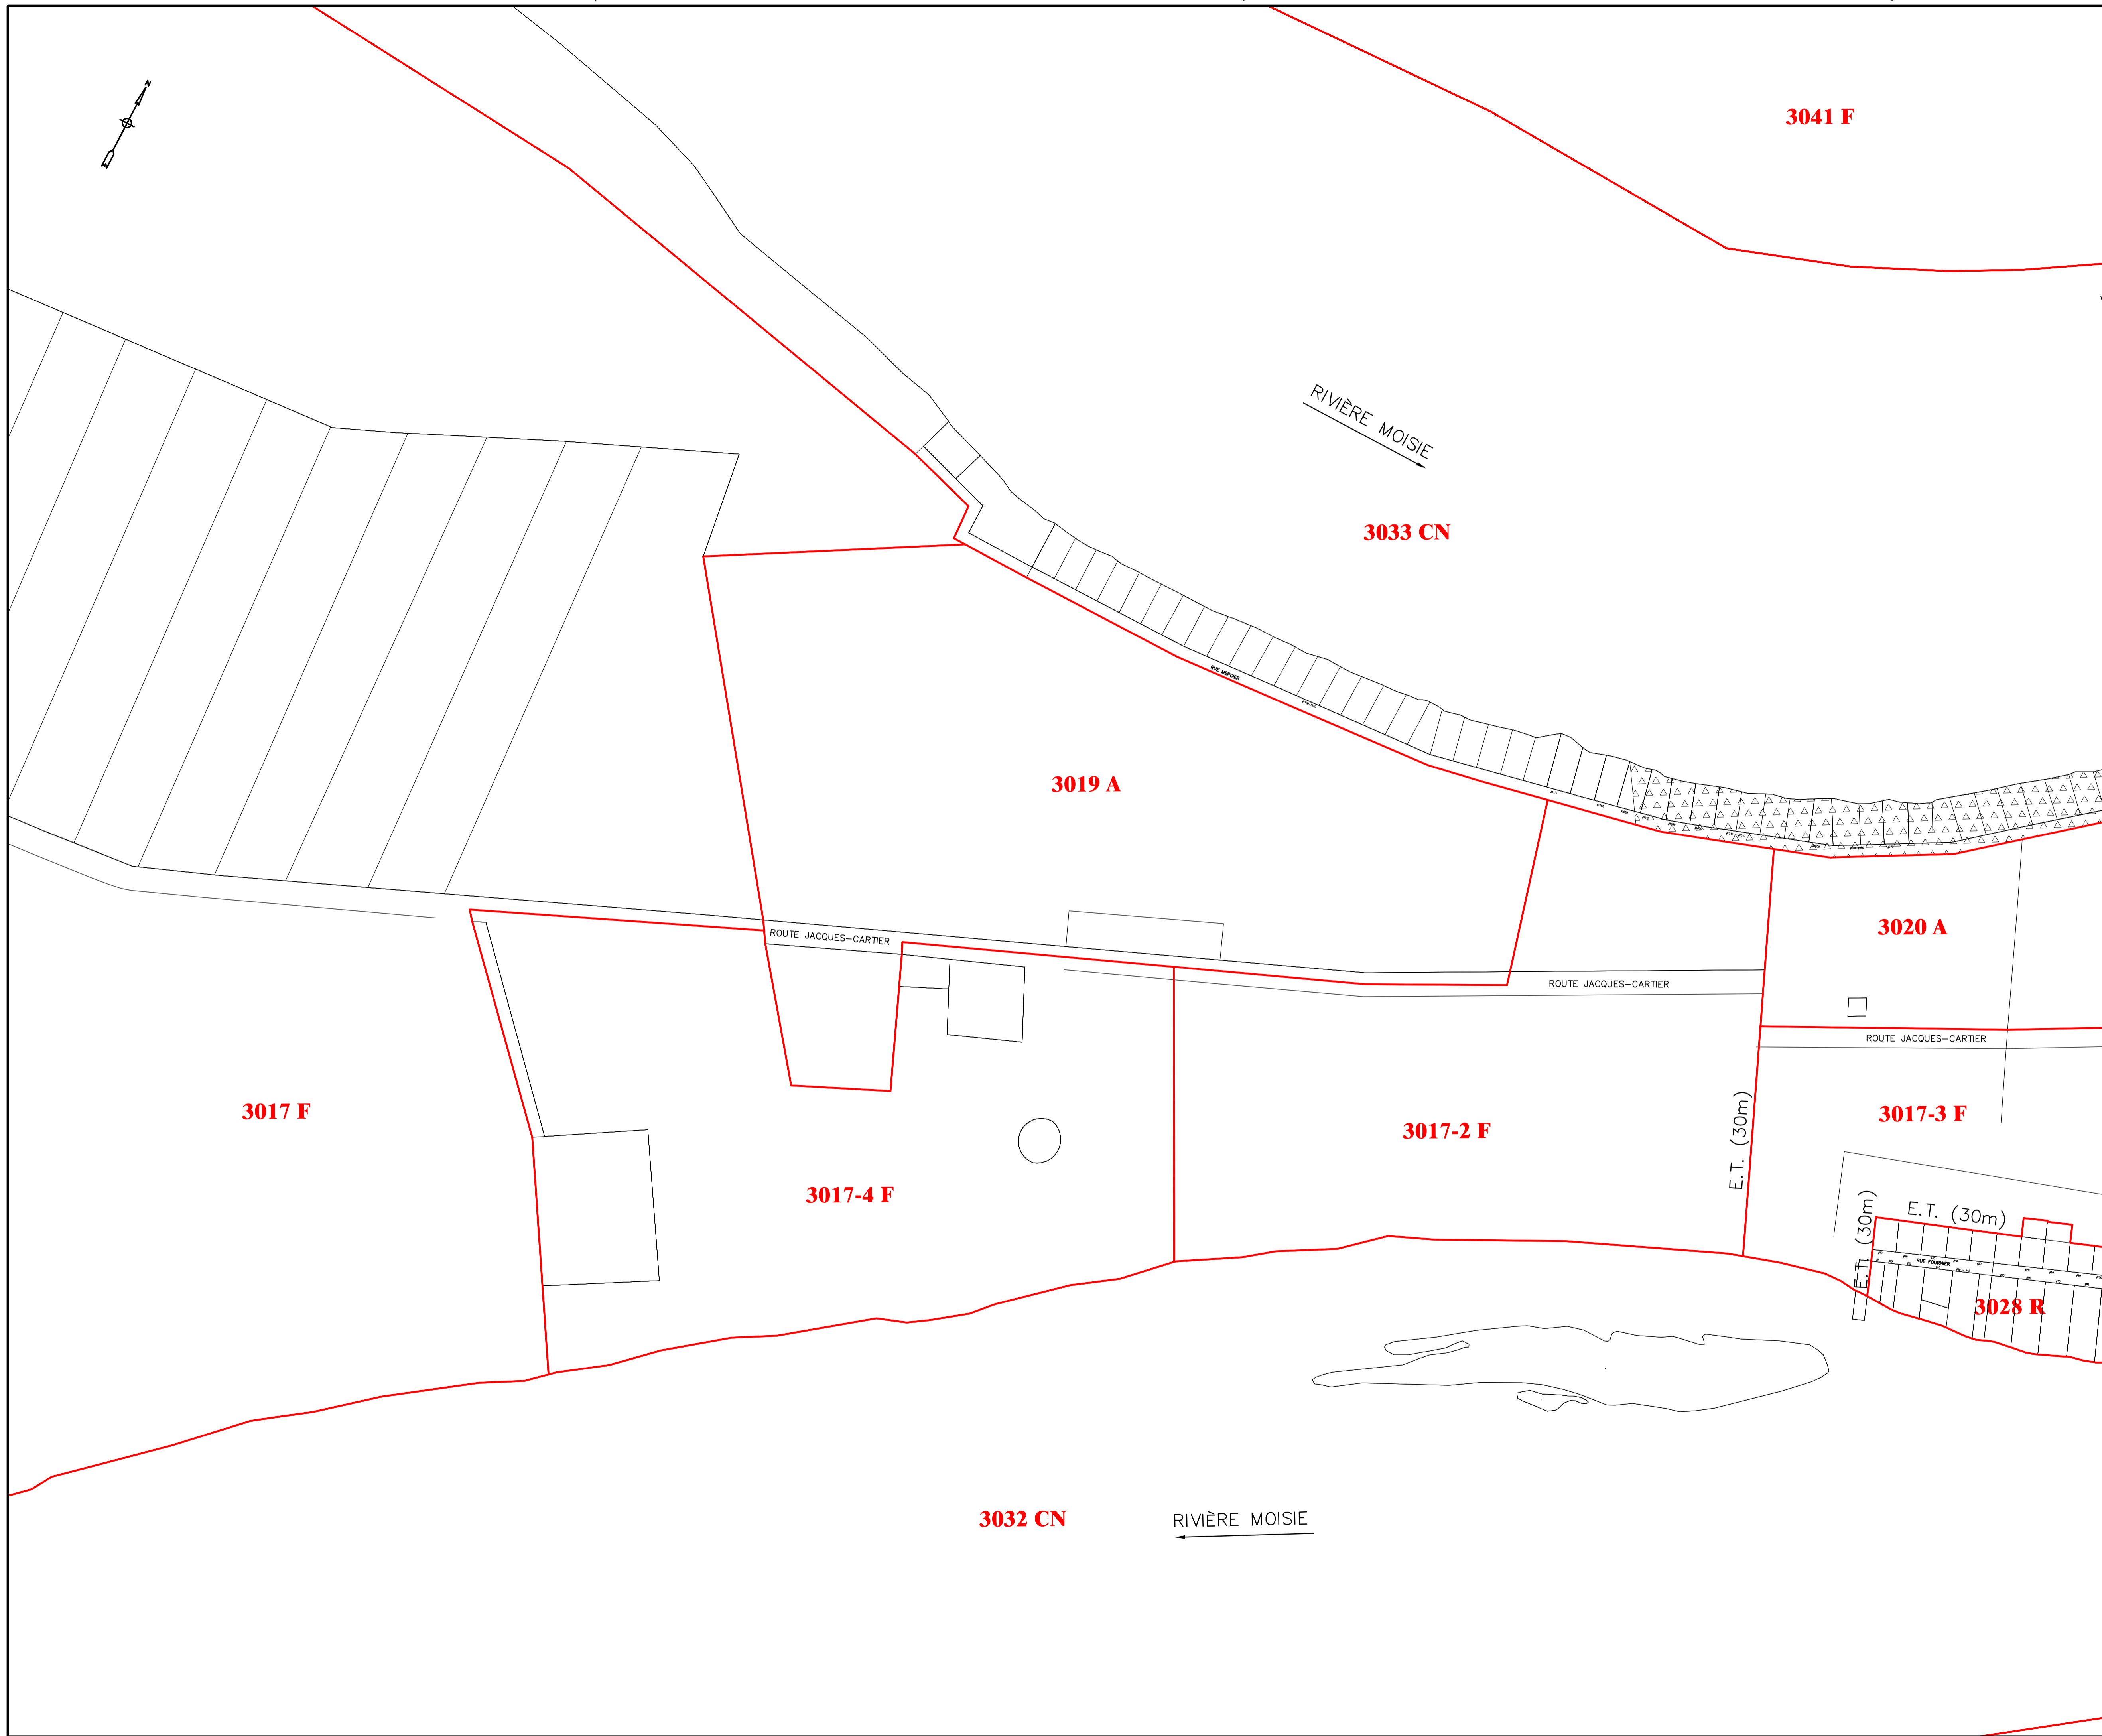 3041 F
N
RIVIÈRE MOISIE
3033 CN
RUE MERCIER
3019 A
3020 A
ROUTE JACQUES-CARTIER
ROUTE JACQUES-CARTIER
ROUTE JACQUES-CARTIER
3017 F
3017-4 F
3017-2 F
E.T. (30m)
3017-3 F
E.T. (30m)
E.T. (30m)
RUE FOURNIER
3028 R
3032 CN
RIVIÈRE MOISIE